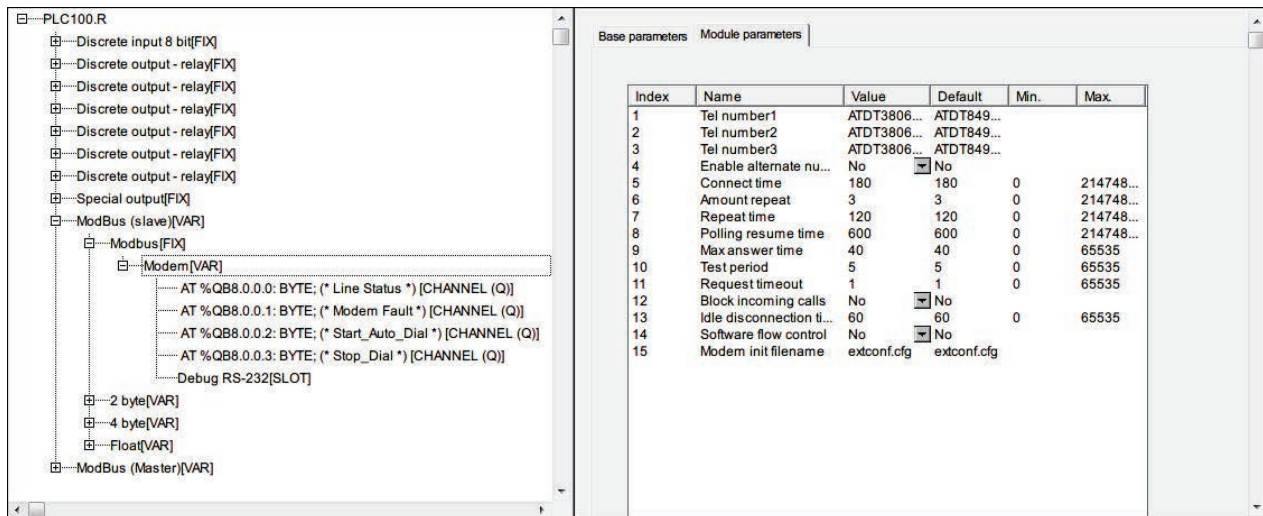 PLC100.R
Discrete input 8 bit[FIX]
Discrete output - relay[FIX]
Discrete output - relay[FIX]
Discrete output - relay[FIX]
Discrete output - relay[FIX]
Discrete output - relay[FIX]
Discrete output - relay[FIX]
Special output[FIX]
ModBus (slave)[VAR]
Modbus[FIX]
Modem[VAR]
AT %QB8.0.0.0: BYTE; (* Line Status *) [CHANNEL (Q)]
AT %QB8.0.0.1: BYTE; (* Modem Fault *) [CHANNEL (Q)]
AT %QB8.0.0.2: BYTE; (* Start_Auto_Dial *) [CHANNEL (Q)]
AT %QB8.0.0.3: BYTE; (* Stop_Dial *) [CHANNEL (Q)]
Debug RS-232[SLOT]
2 byte[VAR]
4 byte[VAR]
Float[VAR]
ModBus (Master)[VAR]
Base parameters Module parameters
Index Name Value Default Min. Max.
1 Tel number1 ATDT3806... ATDT849...
2 Tel number2 ATDT3806... ATDT849...
3 Tel number3 ATDT3806... ATDT849...
4 Enable alternate nu... No No
5 Connect time 180 180 0 214748...
6 Amount repeat 3 3 0 214748...
7 Repeat time 120 120 0 214748...
8 Polling resume time 600 600 0 214748...
9 Max answer time 40 40 0 65535
10 Test period 5 5 0 65535
11 Request timeout 1 1 0 65535
12 Block incoming calls No No
13 Idle disconnection ti... 60 60 0 65535
14 Software flow control No No
15 Modem init filename extconf.cfg extconf.cfg